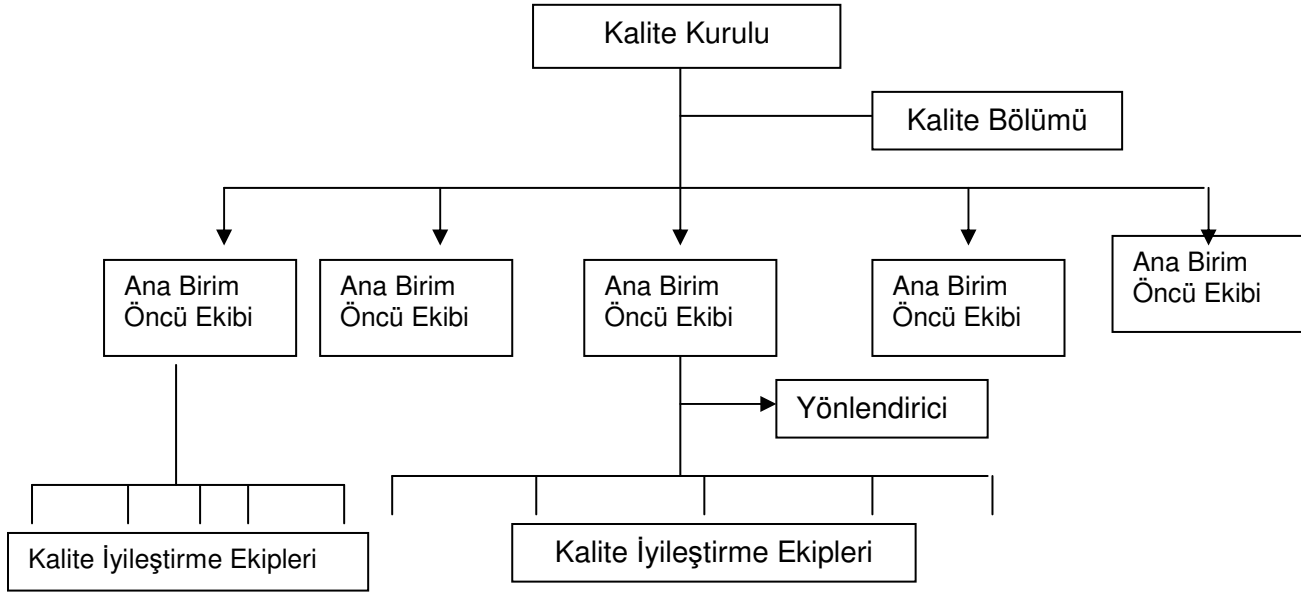 Kalite Kurulu
Kalite Bölümü
Ana Birim
Öncü Ekibi
Ana Birim
Öncü Ekibi
Ana Birim
Öncü Ekibi
Ana Birim
Öncü Ekibi
Ana Birim
Öncü Ekibi
Yönlendirici
Kalite İyileştirme Ekipleri
Kalite İyileştirme Ekipleri